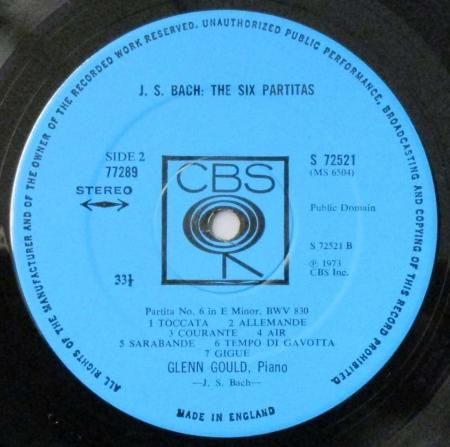 ALL RIGHTS OF THE MANUFACTURER AND OF THE OWNER OF THE RECORDED WORK RESERVED. UNAUTHORIZED PUBLIC PERFORMANCE, BROADCASTING AND COPYING OF THIS RECORD PROHIBITED.
J. S. BACH: THE SIX PARTITAS
SIDE 2
77289
STEREO
CBS
S 72521
(MS 6504)
Public Domain
S 72521 B
℗ 1973
CBS Inc.
33⅓
Partita No. 6 in E Minor, BWV 830
1 TOCCATA 2 ALLEMANDE
3 COURANTE 4 AIR
5 SARABANDE 6 TEMPO DI GAVOTTA
7 GIGUE
GLENN GOULD, Piano
—J. S. Bach—
MADE IN ENGLAND